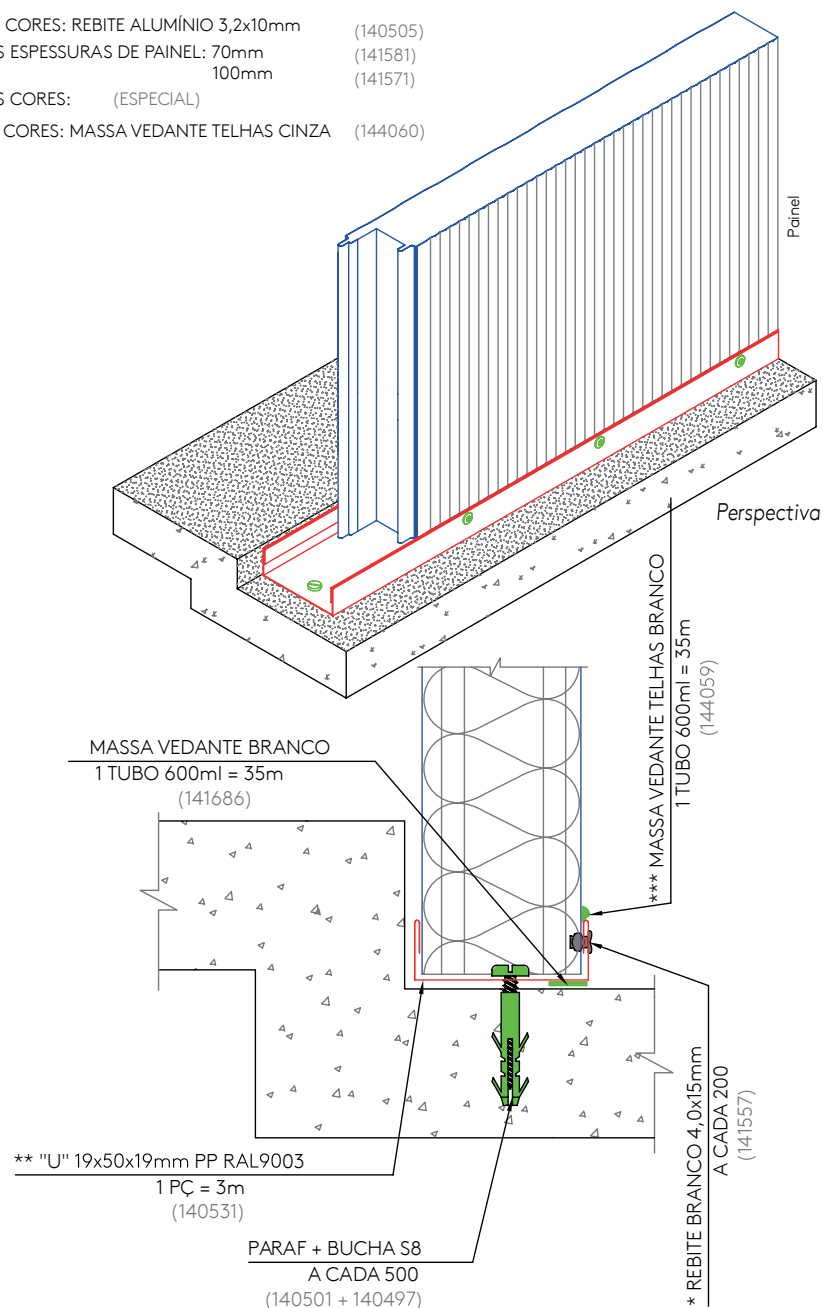 CORES: REBITE ALUMÍNIO 3,2x10mm (140505)
S ESPESSURAS DE PAINEL: 70mm (141581)
100mm (141571)
S CORES: (ESPECIAL)
CORES: MASSA VEDANTE TELHAS CINZA (144060)
Painel
Perspectiva
MASSA VEDANTE BRANCO
1 TUBO 600ml = 35m
(141686)
*** MASSA VEDANTE TELHAS BRANCO
1 TUBO 600ml = 35m
(144059)
** "U" 19x50x19mm PP RAL9003
1 PÇ = 3m
(140531)
PARAF + BUCHA S8
A CADA 500
(140501 + 140497)
* REBITE BRANCO 4,0x15mm
A CADA 200
(141557)